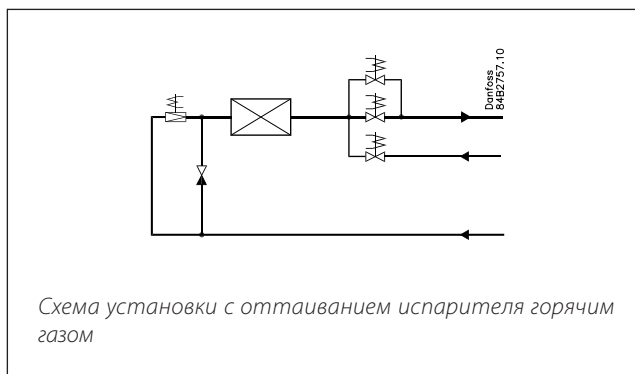 Danfoss
84B2757.10
Схема установки с оттаиванием испарителя горячим
газом